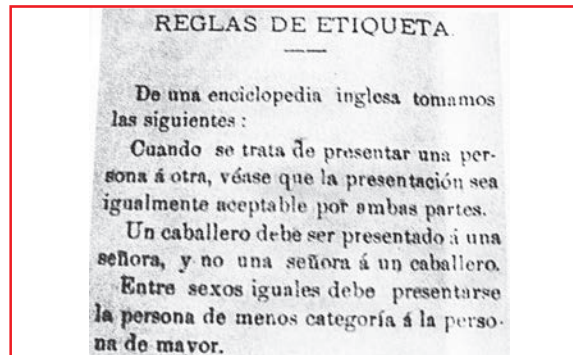 REGLAS DE ETIQUETA.
De una enciclopedia inglesa tomamos
las siguientes :
Cuando se trata de presentar una per-
sona á otra, véase que la presentación sea
igualmente aceptable por ambas partes.
Un caballero debe ser presentado á una
señora, y no una señora á un caballero.
Entre sexos iguales debe presentarse
la persona de menos categoría á la perso-
na de mayor.